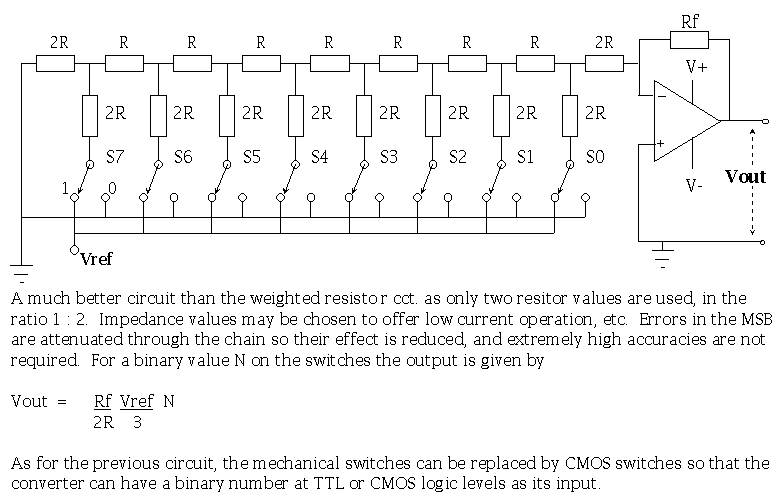 2R R R R R R R R 2R Rf
V+
2R 2R 2R 2R 2R 2R 2R 2R
−
S7 S6 S5 S4 S3 S2 S1 S0
+
1 0
V-
Vout
Vref
A much better circuit than the weighted resistor cct. as only two resitor values are used, in the
ratio 1 : 2. Impedance values may be chosen to offer low current operation, etc. Errors in the MSB
are attenuated through the chain so their effect is reduced, and extremely high accuracies are not
required. For a binary value N on the switches the output is given by
Vout = Rf Vref N
2R 3
As for the previous circuit, the mechanical switches can be replaced by CMOS switches so that the
converter can have a binary number at TTL or CMOS logic levels as its input.